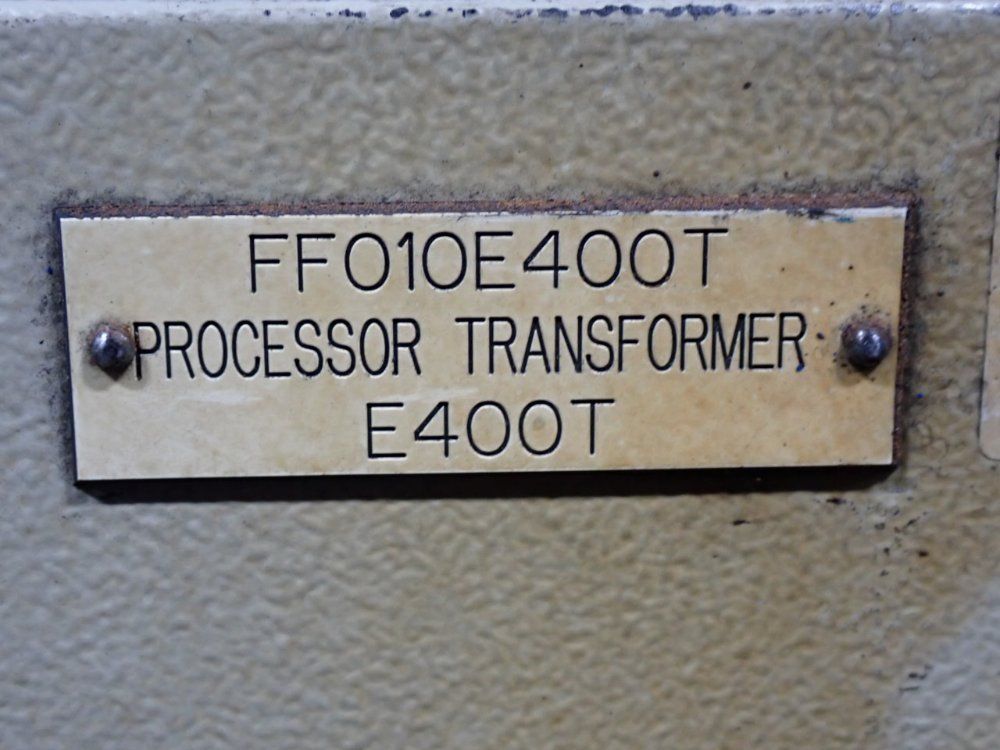 FF010E400T
PROCESSOR TRANSFORMER
E400T